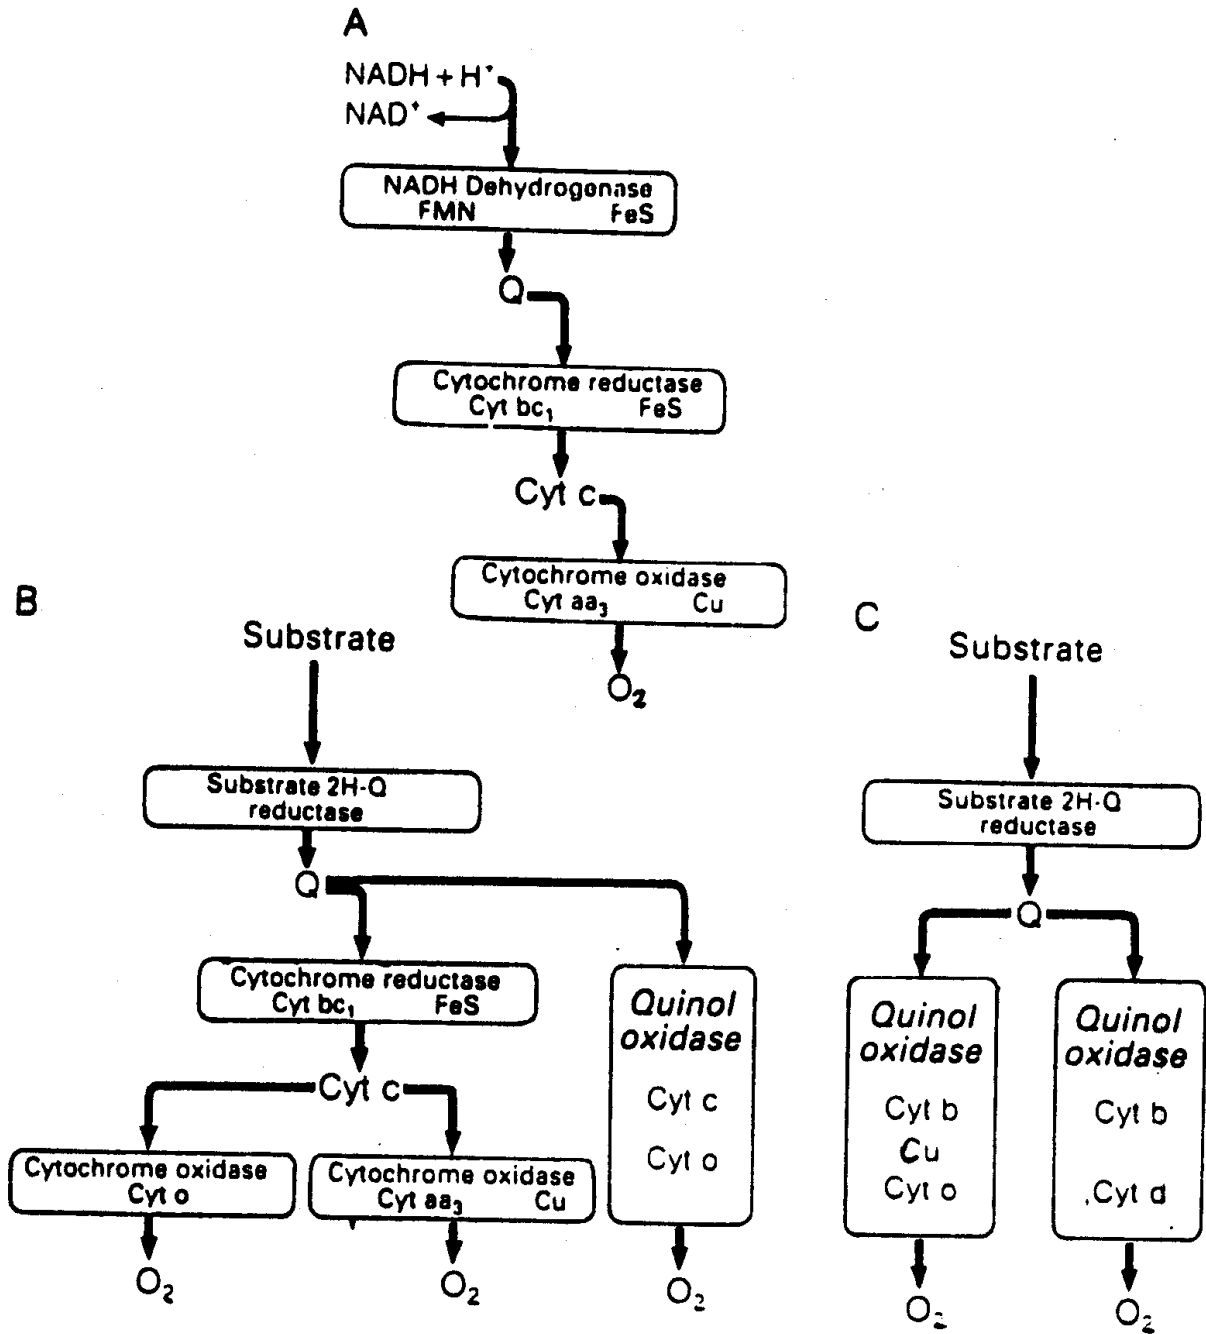 A
NADH + H⁺
NAD⁺
NADH Dehydrogenase
FMN FeS
Q
Cytochrome reductase
Cyt bc₁ FeS
Cyt c
Cytochrome oxidase
Cyt aa₃ Cu
O₂
B
Substrate
Substrate 2H-Q
reductase
Q
Cytochrome reductase
Cyt bc₁ FeS
Cyt c
Cytochrome oxidase
Cyt o
O₂
Cytochrome oxidase
Cyt aa₃ Cu
O₂
Quinol
oxidase
Cyt c
Cyt o
O₂
C
Substrate
Substrate 2H-Q
reductase
Q
Quinol
oxidase
Cyt b
Cu
Cyt o
O₂
Quinol
oxidase
Cyt b
Cyt d
O₂